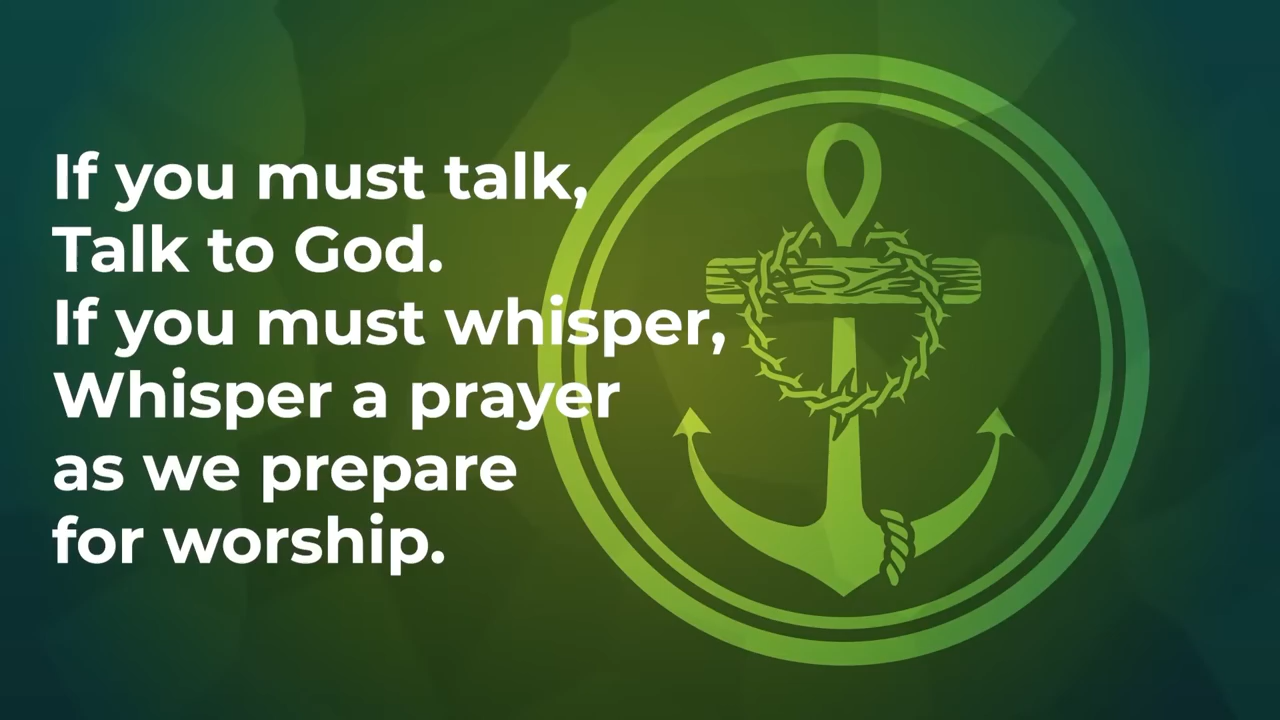 If you must talk,
Talk to God.
If you must whisper,
Whisper a prayer
as we prepare
for worship.